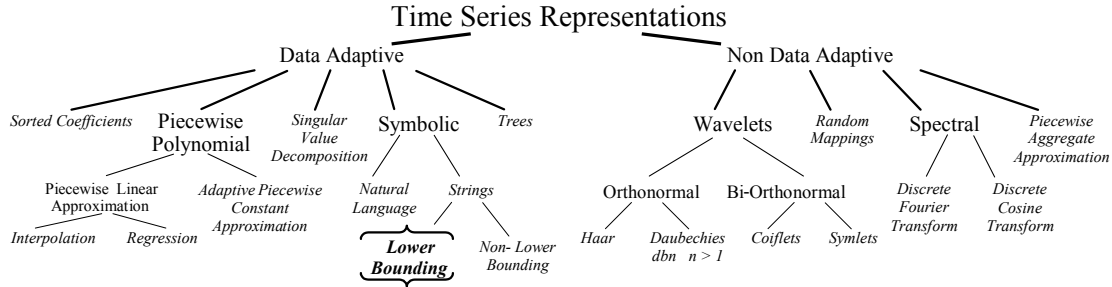 Time Series Representations
Data Adaptive
Non Data Adaptive
Sorted Coefficients
Piecewise
Polynomial
Singular
Value
Decomposition
Symbolic
Trees
Wavelets
Random
Mappings
Spectral
Piecewise
Aggregate
Approximation
Piecewise Linear
Approximation
Adaptive Piecewise
Constant
Approximation
Natural
Language
Strings
Orthonormal
Bi-Orthonormal
Discrete
Fourier
Transform
Discrete
Cosine
Transform
Interpolation
Regression
Lower
Bounding
Non- Lower
Bounding
Haar
Daubechies
dbn n > 1
Coiflets
Symlets